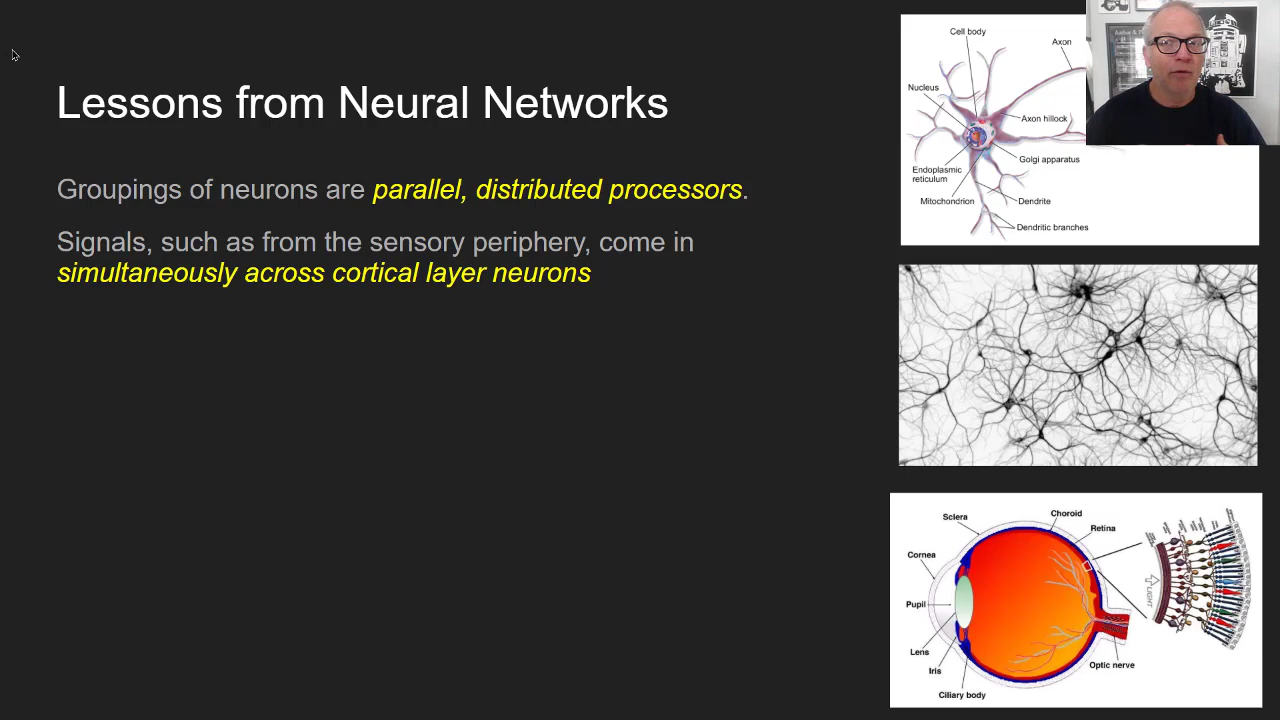 Lessons from Neural Networks
Groupings of neurons are parallel, distributed processors.
Signals, such as from the sensory periphery, come in
simultaneously across cortical layer neurons
Cell body
Axon
Nucleus
Axon hillock
Golgi apparatus
Endoplasmic
reticulum
Mitochondrion
Dendrite
Dendritic branches
Sclera
Choroid
Retina
Cornea
Pupil
Lens
Iris
Ciliary body
Optic nerve
LIGHT